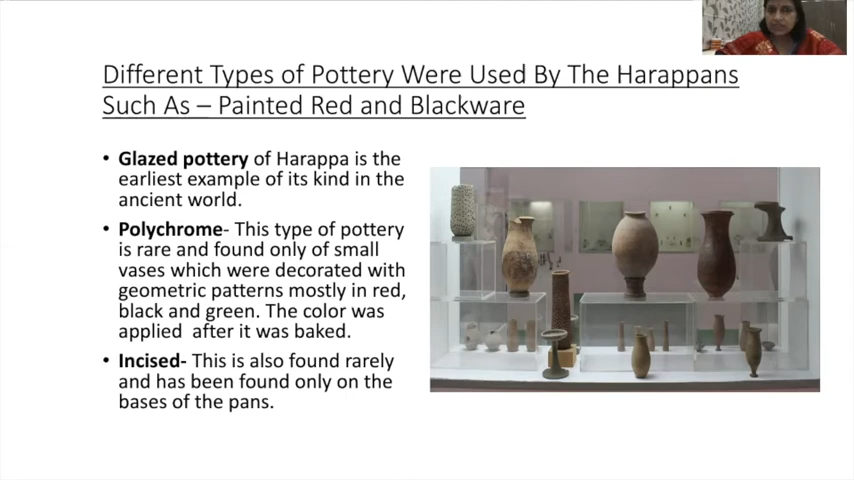 Different Types of Pottery Were Used By The Harappans
Such As – Painted Red and Blackware
• Glazed pottery of Harappa is the
earliest example of its kind in the
ancient world.
• Polychrome- This type of pottery
is rare and found only of small
vases which were decorated with
geometric patterns mostly in red,
black and green. The color was
applied  after it was baked.
• Incised- This is also found rarely
and has been found only on the
bases of the pans.